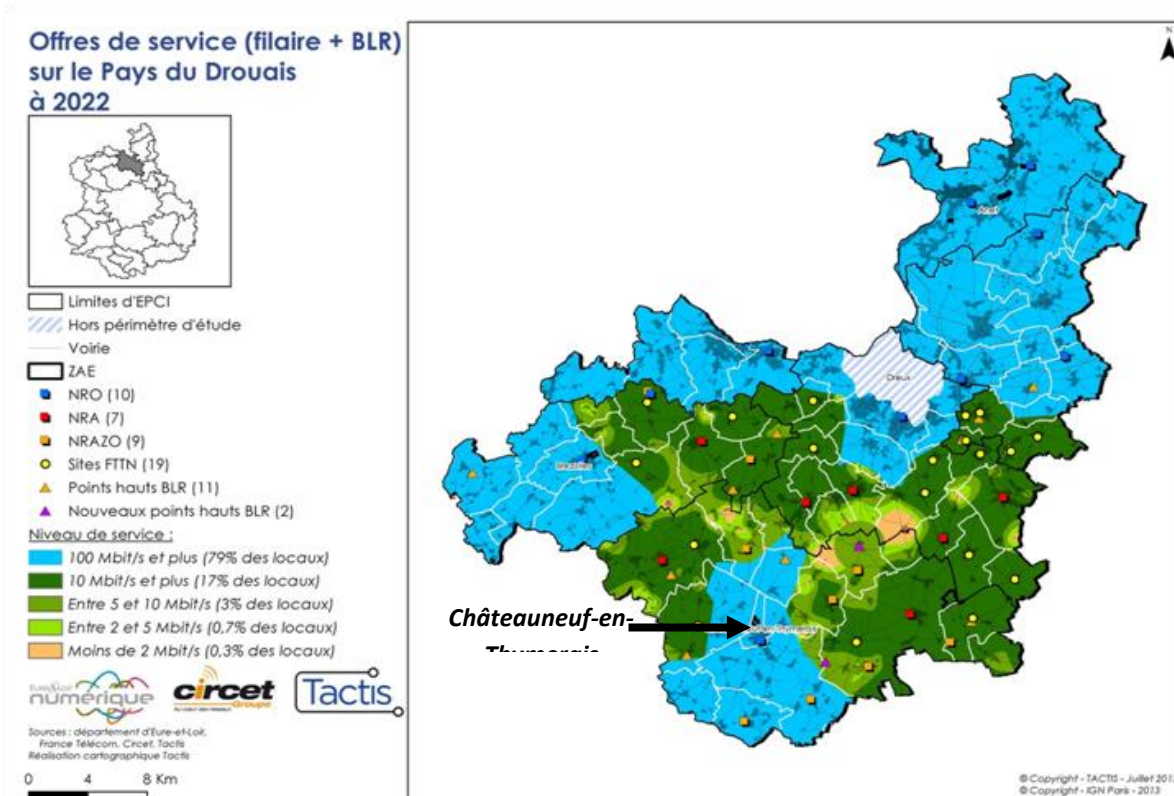 Offres de service (filaire + BLR)
sur le Pays du Drouais
à 2022
Limites d'EPCI
Hors périmètre d'étude
Voirie
ZAE
NRO (10)
NRA (7)
NRAZO (9)
Sites FTTN (19)
Points hauts BLR (11)
Nouveaux points hauts BLR (2)
Niveau de service :
100 Mbit/s et plus (79% des locaux)
10 Mbit/s et plus (17% des locaux)
Entre 5 et 10 Mbit/s (3% des locaux)
Entre 2 et 5 Mbit/s (0,7% des locaux)
Moins de 2 Mbit/s (0,3% des locaux)
Eure&Loir
numérique
circet
Groupe
Tactis
Sources : département d'Eure-et-Loir,
France Télécom, Circet, Tactis
Réalisation cartographique Tactis
0 4 8 Km
N
Anet
Dreux
Brezolles
Châteauneuf-en-
Thymerais
© Copyright - TACTIS - Juillet 201
© Copyright - IGN Paris - 2013